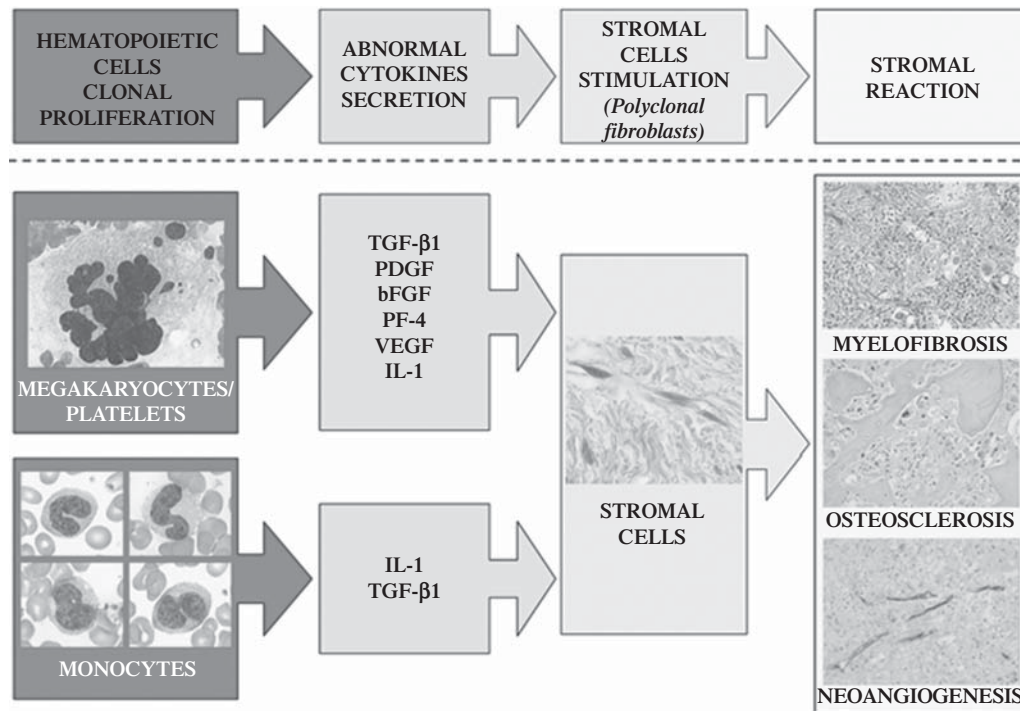 HEMATOPOIETIC
CELLS
CLONAL
PROLIFERATION
ABNORMAL
CYTOKINES
SECRETION
STROMAL
CELLS
STIMULATION
(Polyclonal
fibroblasts)
STROMAL
REACTION
MEGAKARYOCYTES/
PLATELETS
TGF-β1
PDGF
bFGF
PF-4
VEGF
IL-1
MONOCYTES
IL-1
TGF-β1
STROMAL
CELLS
MYELOFIBROSIS
OSTEOSCLEROSIS
NEOANGIOGENESIS